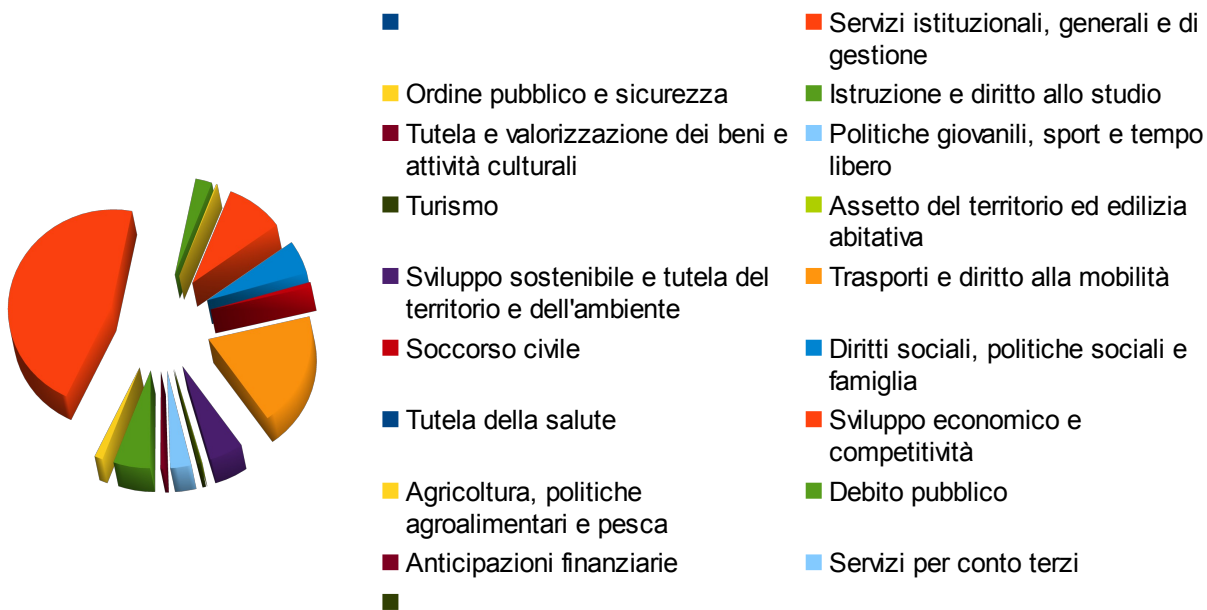 Servizi istituzionali, generali e di
gestione
Ordine pubblico e sicurezza
Istruzione e diritto allo studio
Tutela e valorizzazione dei beni e
attività culturali
Politiche giovanili, sport e tempo
libero
Turismo
Assetto del territorio ed edilizia
abitativa
Sviluppo sostenibile e tutela del
territorio e dell'ambiente
Trasporti e diritto alla mobilità
Soccorso civile
Diritti sociali, politiche sociali e
famiglia
Tutela della salute
Sviluppo economico e
competitività
Agricoltura, politiche
agroalimentari e pesca
Debito pubblico
Anticipazioni finanziarie
Servizi per conto terzi